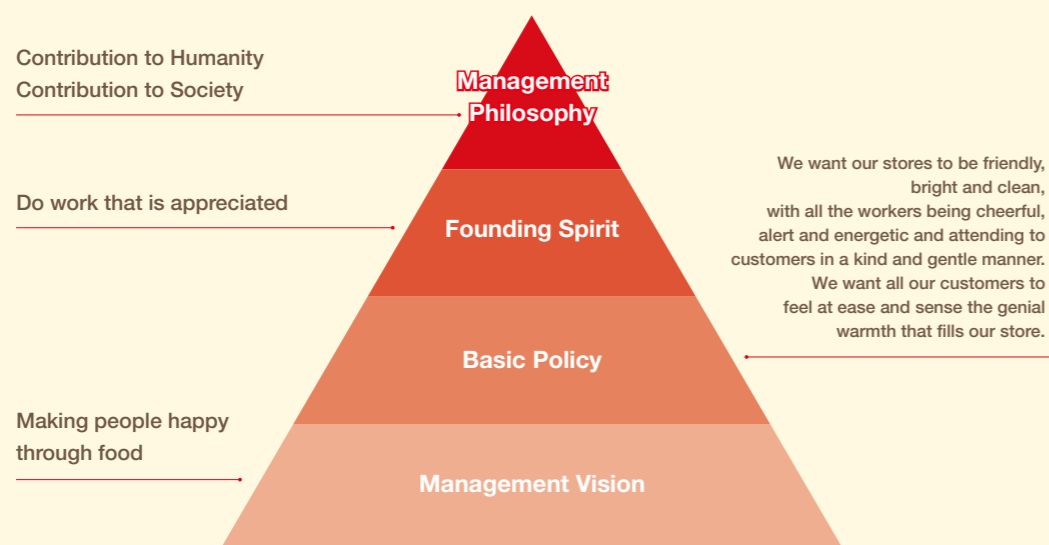 Contribution to Humanity
Contribution to Society
Management
Philosophy
Do work that is appreciated
Founding Spirit
We want our stores to be friendly,
bright and clean,
with all the workers being cheerful,
alert and energetic and attending to
customers in a kind and gentle manner.
We want all our customers to
feel at ease and sense the genial
warmth that fills our store.
Basic Policy
Making people happy
through food
Management Vision